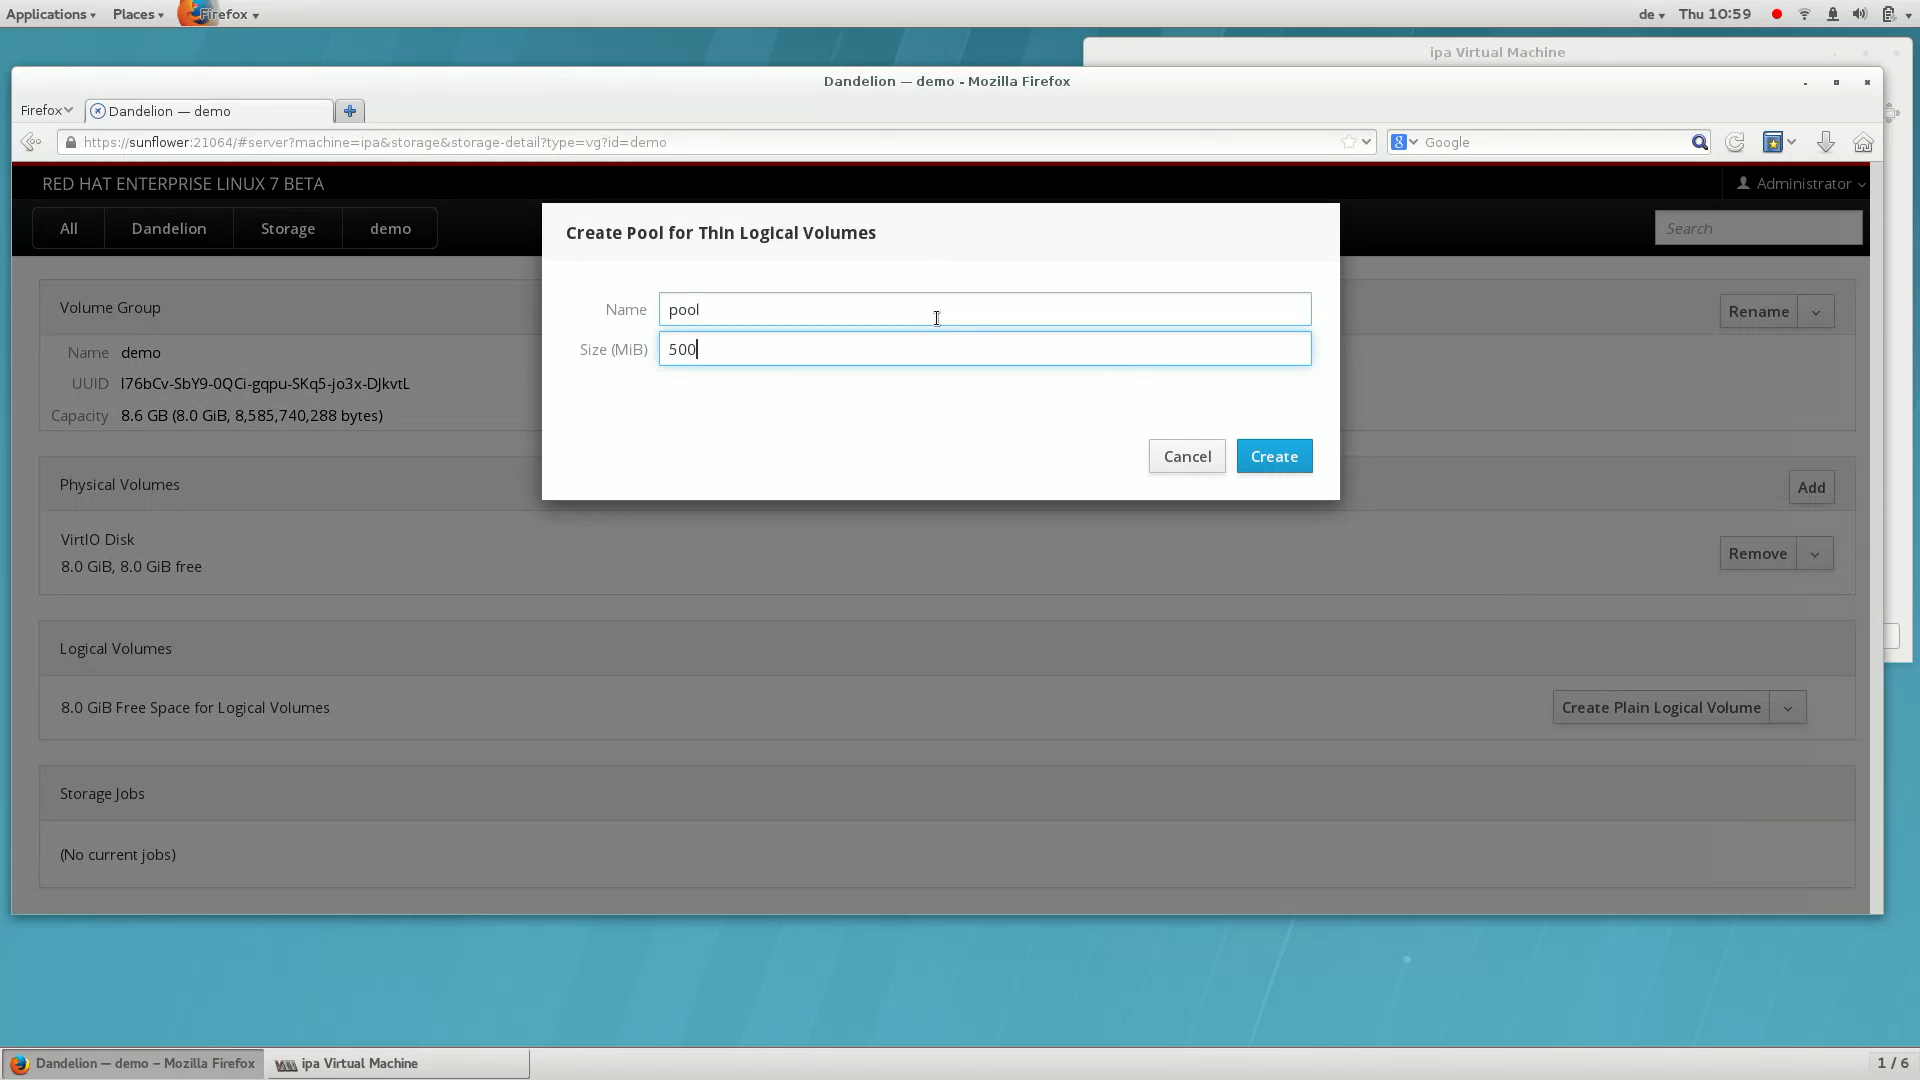 Applications Places Firefox de Thu 10:59
ipa Virtual Machine
Dandelion — demo - Mozilla Firefox
Firefox Dandelion — demo
https://sunflower:21064/#server?machine=ipa&storage&storage-detail?type=vg?id=demo Google
RED HAT ENTERPRISE LINUX 7 BETA Administrator
All Dandelion Storage demo Search
Create Pool for Thin Logical Volumes
Name pool
Size (MiB) 500
Cancel Create
Volume Group Rename
Name demo
UUID l76bCv-SbY9-0QCi-gqpu-SKq5-jo3x-DJkvtL
Capacity 8.6 GB (8.0 GiB, 8,585,740,288 bytes)
Physical Volumes Add
VirtIO Disk
8.0 GiB, 8.0 GiB free Remove
Logical Volumes
8.0 GiB Free Space for Logical Volumes Create Plain Logical Volume
Storage Jobs
(No current jobs)
Dandelion — demo – Mozilla Firefox ipa Virtual Machine 1 / 6